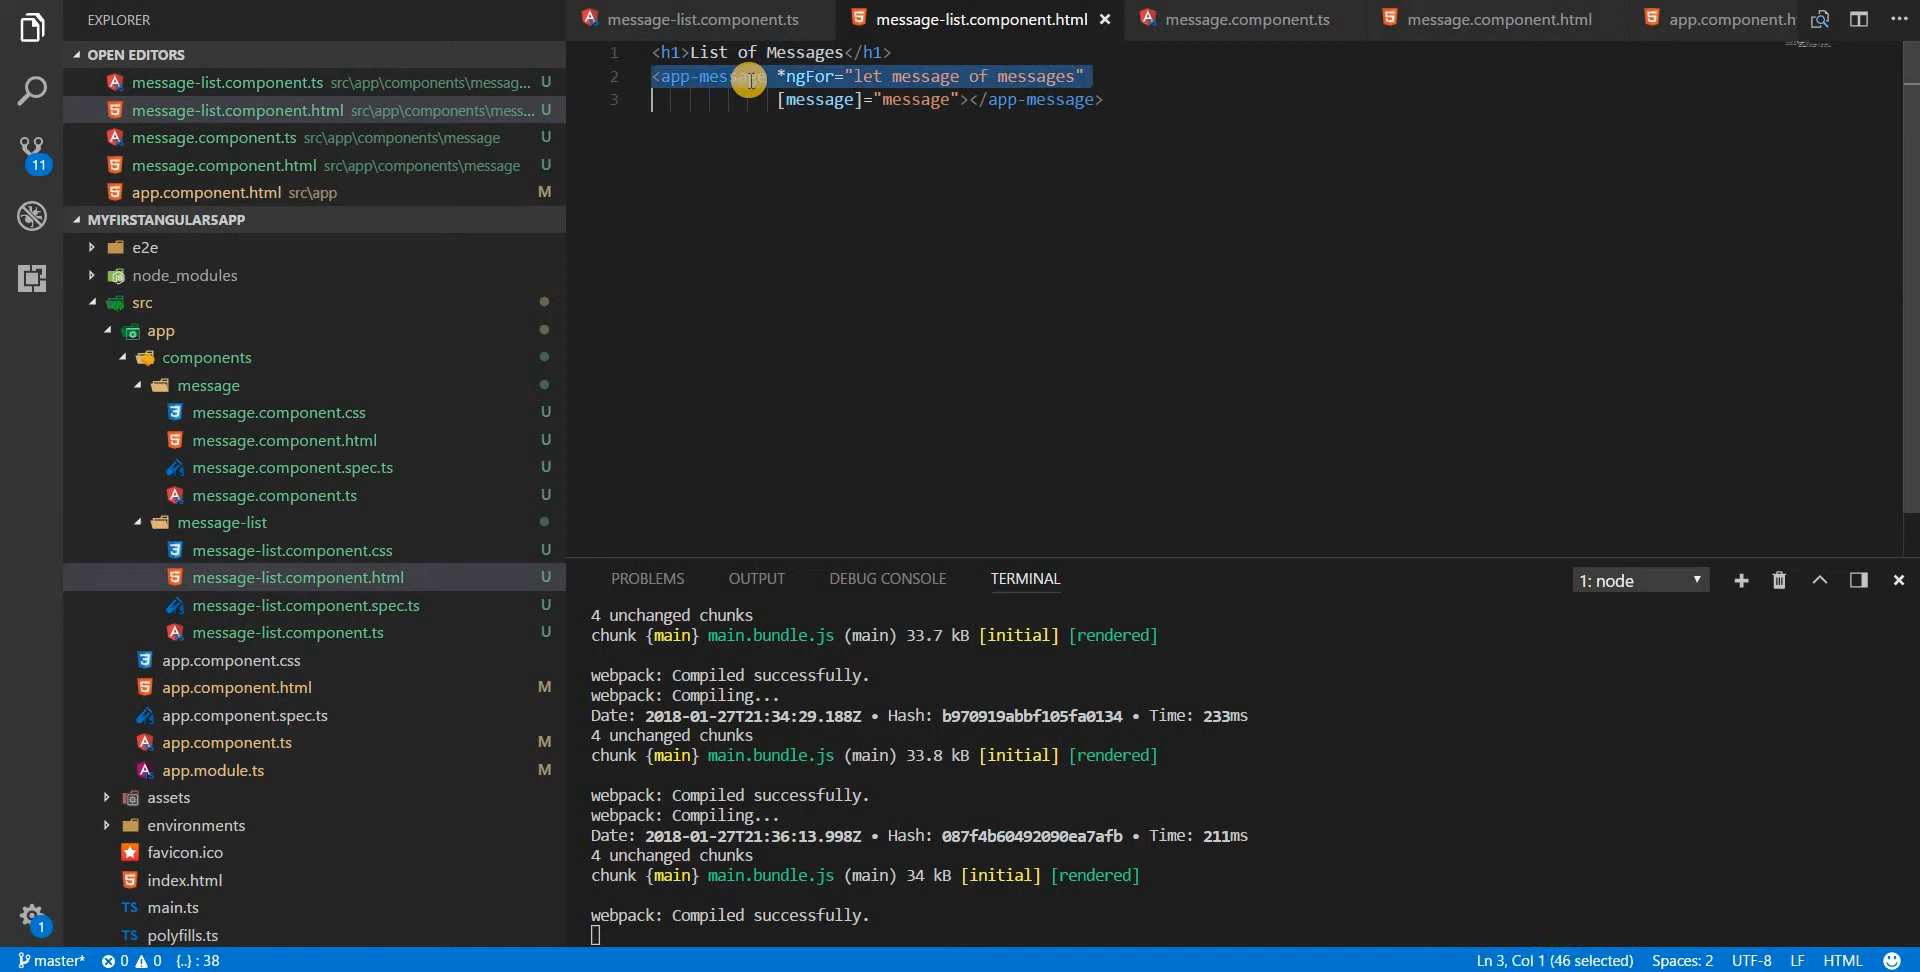 EXPLORER
OPEN EDITORS
message-list.component.ts src\app\components\messag... U
message-list.component.html src\app\components\mess... U
message.component.ts src\app\components\message U
message.component.html src\app\components\message U
app.component.html src\app M
MYFIRSTANGULAR5APP
e2e
node_modules
src
app
components
message
message.component.css U
message.component.html U
message.component.spec.ts U
message.component.ts U
message-list
message-list.component.css U
message-list.component.html U
message-list.component.spec.ts U
message-list.component.ts U
app.component.css
app.component.html M
app.component.spec.ts
app.component.ts M
app.module.ts M
assets
environments
favicon.ico
index.html
TS main.ts
TS polyfills.ts
11
1
message-list.component.ts message-list.component.html message.component.ts message.component.html app.component.h
1 <h1>List of Messages</h1>
2 <app-message *ngFor="let message of messages"
3 [message]="message"></app-message>
PROBLEMS OUTPUT DEBUG CONSOLE TERMINAL 1: node
4 unchanged chunks
chunk {main} main.bundle.js (main) 33.7 kB [initial] [rendered]
webpack: Compiled successfully.
webpack: Compiling...
Date: 2018-01-27T21:34:29.188Z • Hash: b970919abbf105fa0134 • Time: 233ms
4 unchanged chunks
chunk {main} main.bundle.js (main) 33.8 kB [initial] [rendered]
webpack: Compiled successfully.
webpack: Compiling...
Date: 2018-01-27T21:36:13.998Z • Hash: 087f4b60492090ea7afb • Time: 211ms
4 unchanged chunks
chunk {main} main.bundle.js (main) 34 kB [initial] [rendered]
webpack: Compiled successfully.
master* 0 0 {..} : 38 Ln 3, Col 1 (46 selected) Spaces: 2 UTF-8 LF HTML